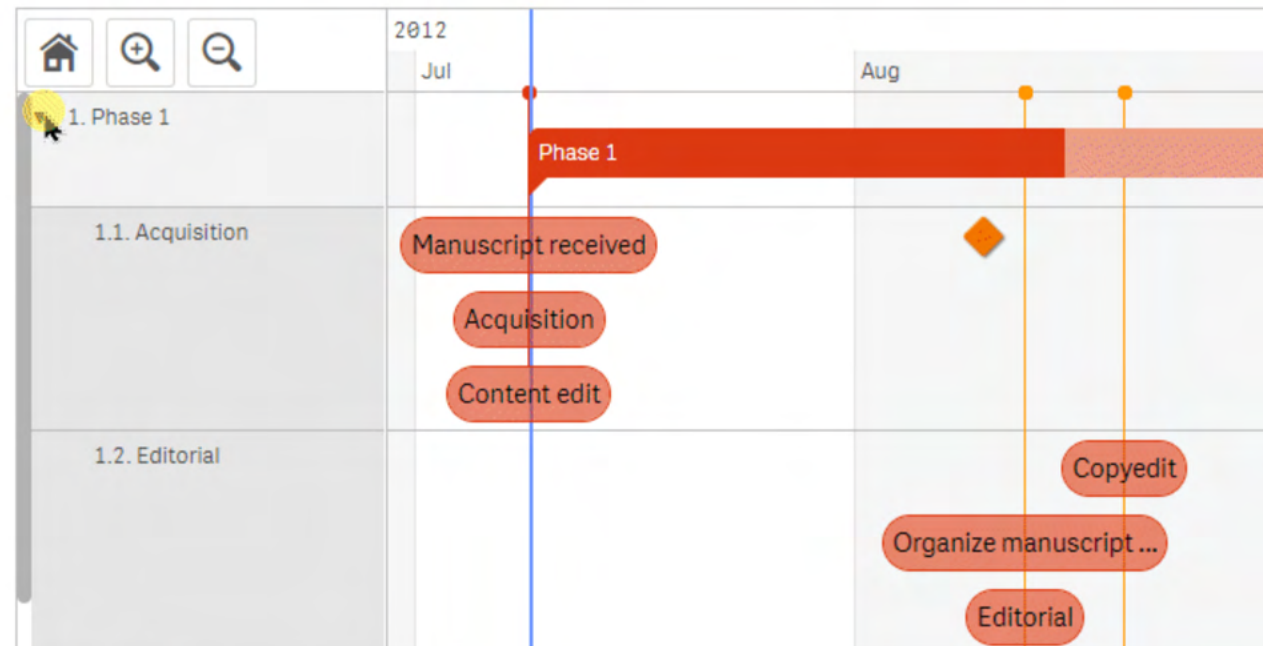 2012
Jul
Aug
1. Phase 1
Phase 1
1.1. Acquisition
Manuscript received
Acquisition
Content edit
1.2. Editorial
Copyedit
Organize manuscript ...
Editorial